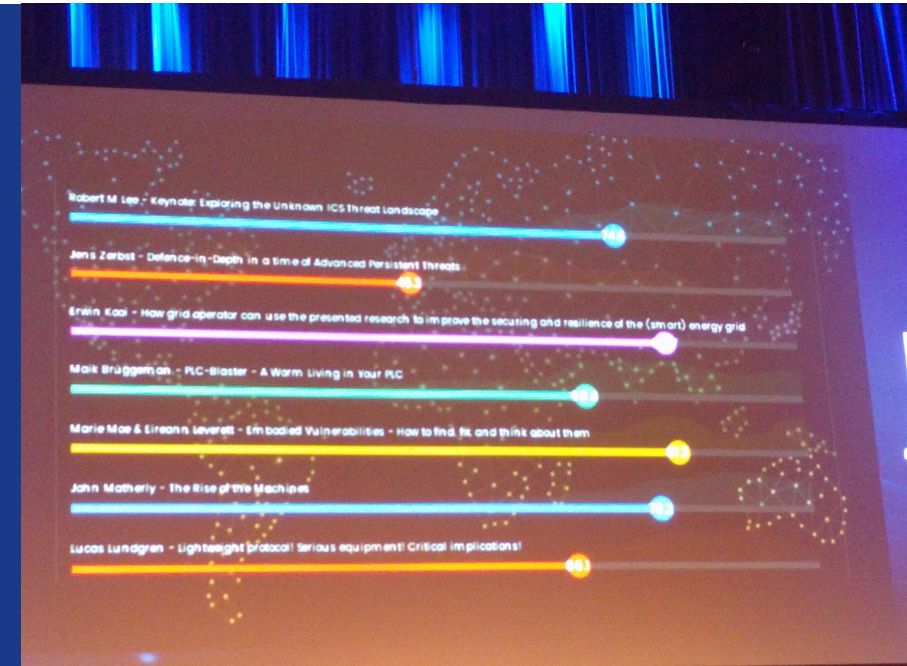 Robert M Lee - Keynote: Exploring the Unknown ICS Threat Landscape
Jens Zerbst - Defence-in-Depth in a time of Advanced Persistent Threats
Erwin Kooi - How grid operator can use the presented research to improve the securing and resilience of the (smart) energy grid
Maik Brüggeman - PLC-Blaster - A Worm Living in Your PLC
Marie Moe & Eireann Leverett - Embodied Vulnerabilities - How to find, fix and think about them
John Matherly - The Rise of the Machines
Lucas Lundgren - Lightweight protocol! Serious equipment! Critical implications!